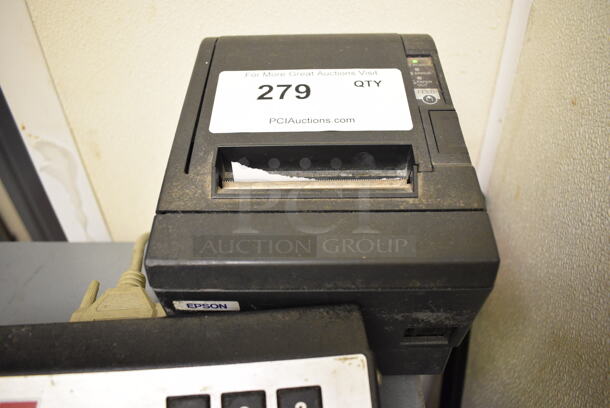 For More Great Auctions Visit:
279 QTY
PCIAuctions.com
PCI
AUCTION GROUP
EPSON